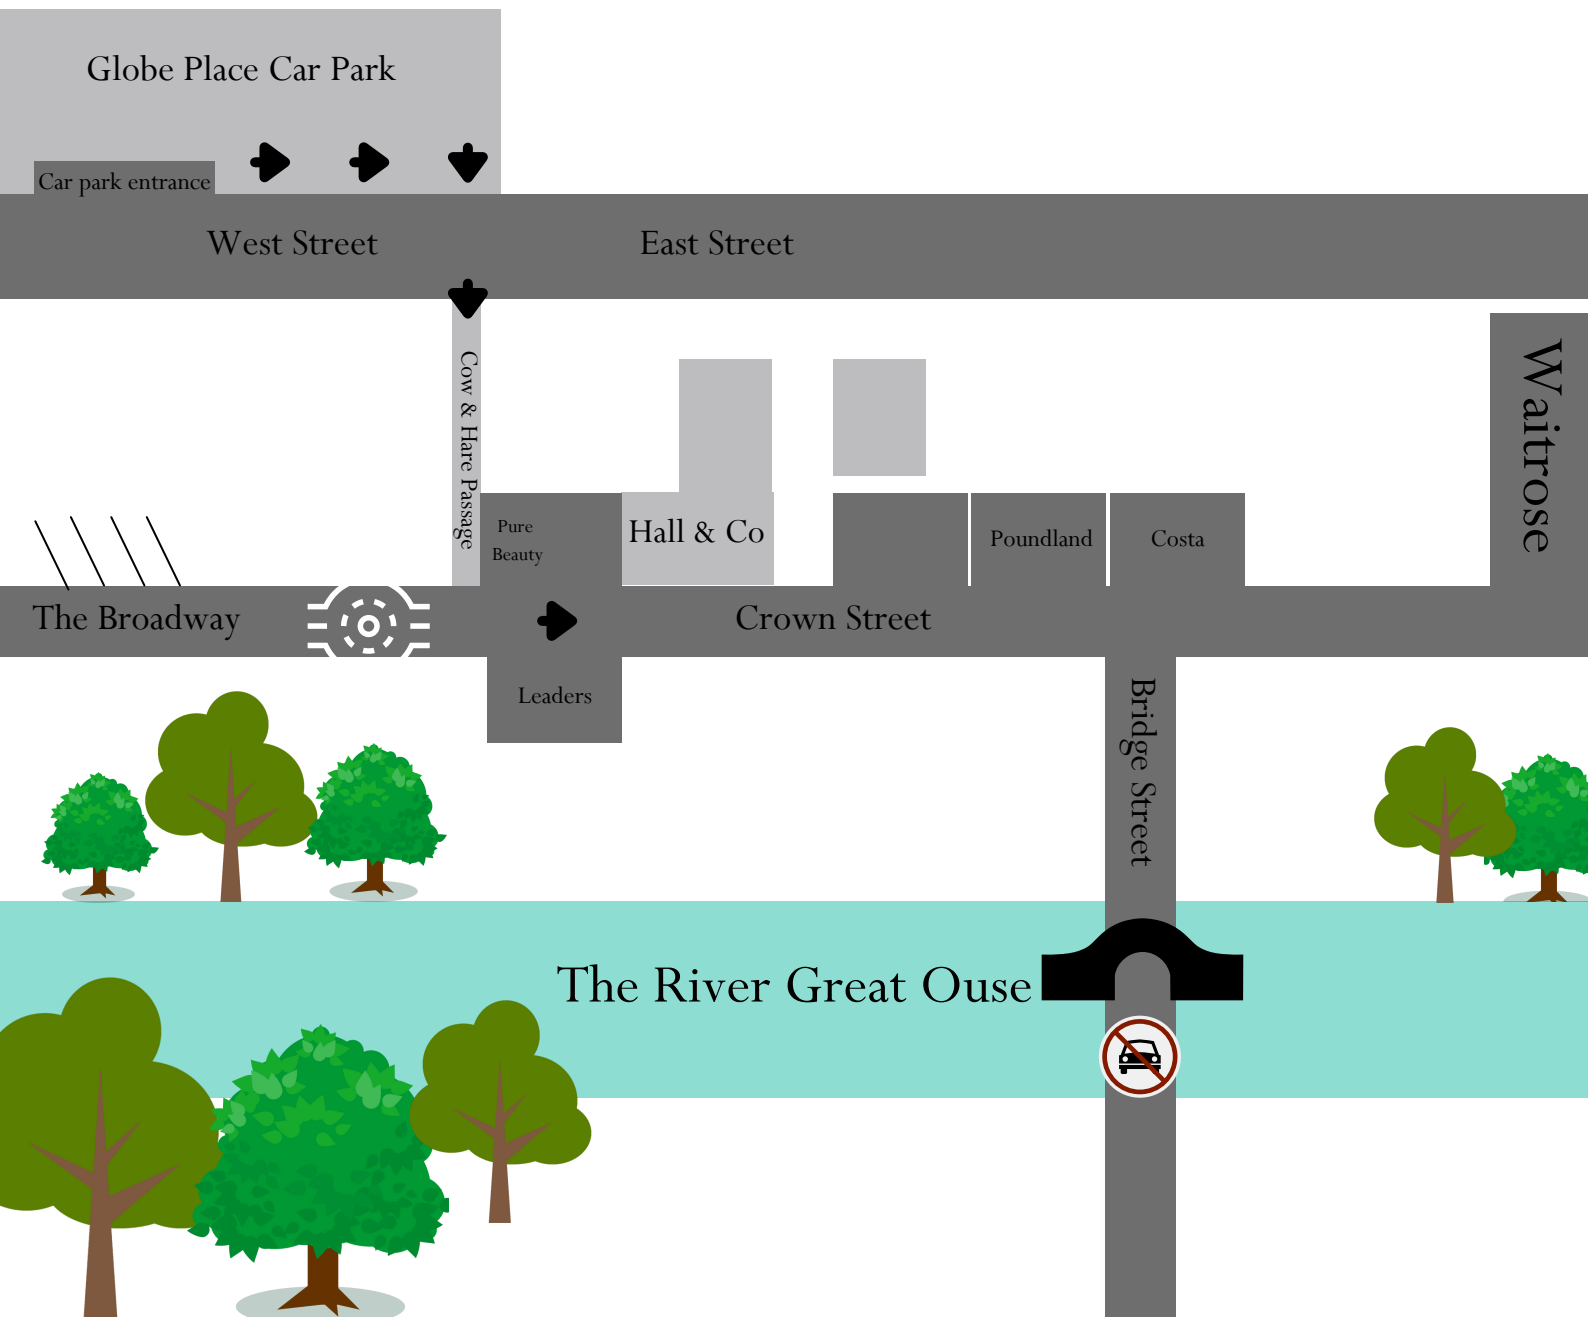 Globe Place Car Park
Car park entrance
West Street
East Street
Cow & Hare Passage
Waitrose
Pure
Beauty
Hall & Co
Poundland
Costa
The Broadway
Crown Street
Leaders
Bridge Street
The River Great Ouse